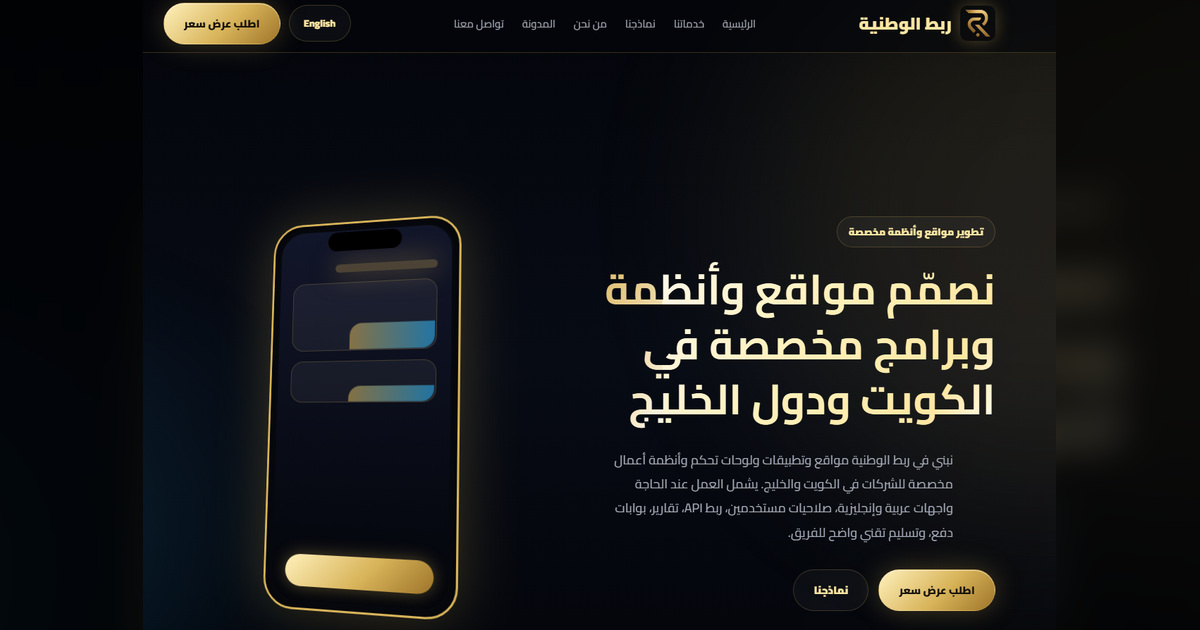 ربط الوطنية
الرئيسية
خدماتنا
نماذجنا
من نحن
المدونة
تواصل معنا
English
اطلب عرض سعر
تطوير مواقع وأنظمة مخصصة
نصمّم مواقع وأنظمة
وبرامج مخصصة في
الكويت ودول الخليج
نبني في ربط الوطنية مواقع وتطبيقات ولوحات تحكم وأنظمة أعمال
مخصصة للشركات في الكويت والخليج. يشمل العمل عند الحاجة
واجهات عربية وإنجليزية، صلاحيات مستخدمين، ربط API، تقارير، بوابات
دفع، وتسليم تقني واضح للفريق.
اطلب عرض سعر
نماذجنا